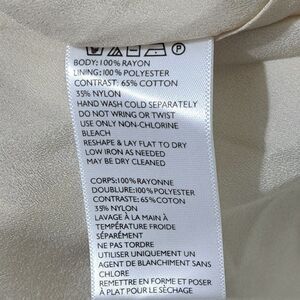 BODY: 100% RAYON
LINING: 100% POLYESTER
CONTRAST: 65% COTTON
35% NYLON
HAND WASH COLD SEPARATELY
DO NOT WRING OR TWIST
USE ONLY NON-CHLORINE
BLEACH
RESHAPE & LAY FLAT TO DRY
LOW IRON AS NEEDED
MAY BE DRY CLEANED
CORPS:100% RAYONNE
DOUBLURE:100% POLYESTER
CONTRASTE: 65% COTON
35% NYLON
LAVAGE À LA MAIN À
TEMPÉRATURE FROIDE
SÉPARÉMENT
NE PAS TORDRE
UTILISER UNIQUEMENT UN
AGENT DE BLANCHIMENT SANS
CHLORE
REMETTRE EN FORME ET POSER
À PLAT POUR LE SÉCHAGE